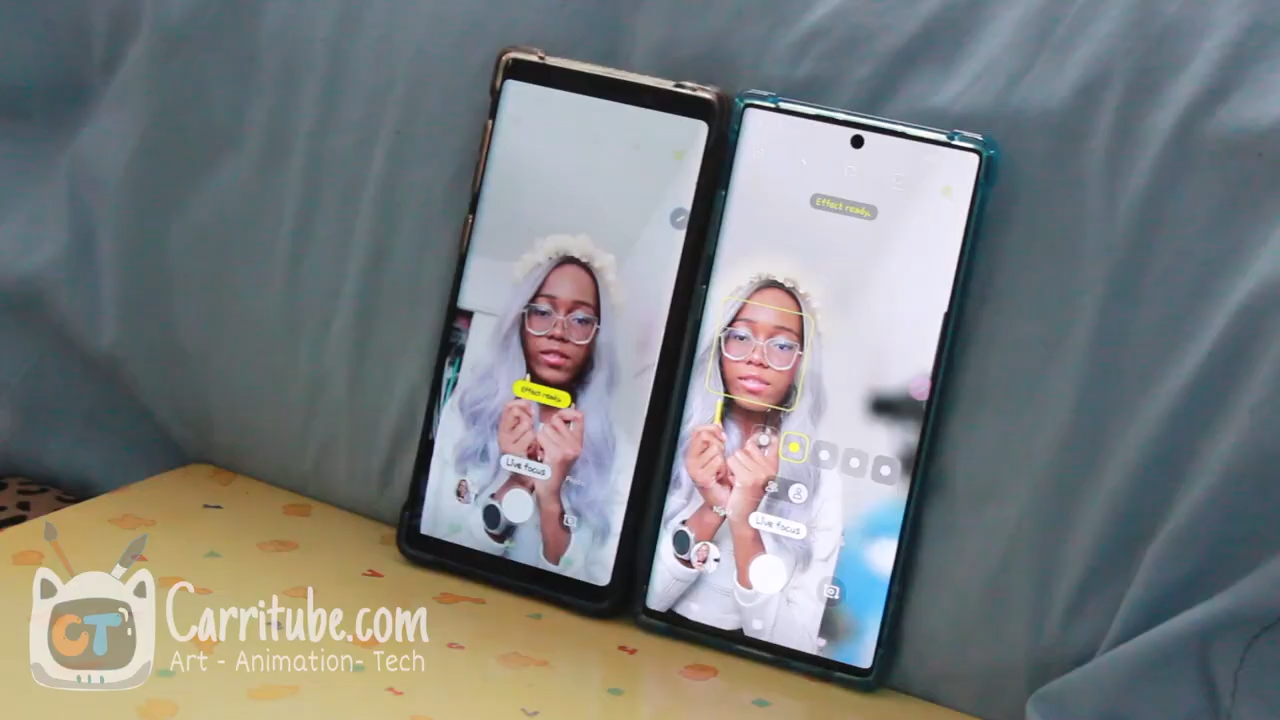 Effect ready.
Effect ready.
Live focus
Live focus
CT
Carritube.com
Art - Animation- Tech